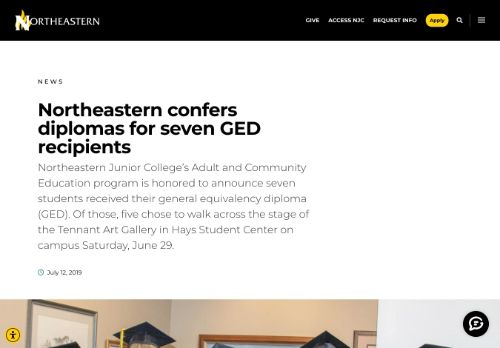 NORTHEASTERN
GIVE ACCESS NJC REQUEST INFO Apply
NEWS
Northeastern confers
diplomas for seven GED
recipients
Northeastern Junior College's Adult and Community
Education program is honored to announce seven
students received their general equivalency diploma
(GED). Of those, five chose to walk across the stage of
the Tennant Art Gallery in Hays Student Center on
campus Saturday, June 29.
July 12, 2019